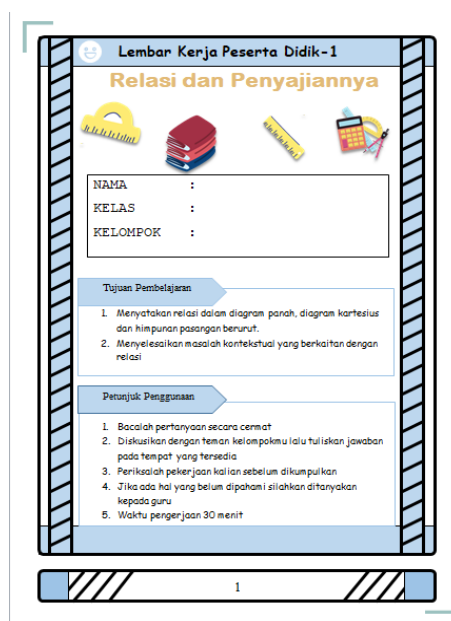 Lembar Kerja Peserta Didik-1
Relasi dan Penyajiannya
NAMA :
KELAS :
KELOMPOK :
Tujuan Pembelajaran
1. Menyatakan relasi dalam diagram panah, diagram kartesius
dan himpunan pasangan berurut.
2. Menyelesaikan masalah kontekstual yang berkaitan dengan
relasi
Petunjuk Penggunaan
1. Bacalah pertanyaan secara cermat
2. Diskusikan dengan teman kelompokmu lalu tuliskan jawaban
pada tempat yang tersedia
3. Periksalah pekerjaan kalian sebelum dikumpulkan
4. Jika ada hal yang belum dipahami silahkan ditanyakan
kepada guru
5. Waktu pengerjaan 30 menit
1